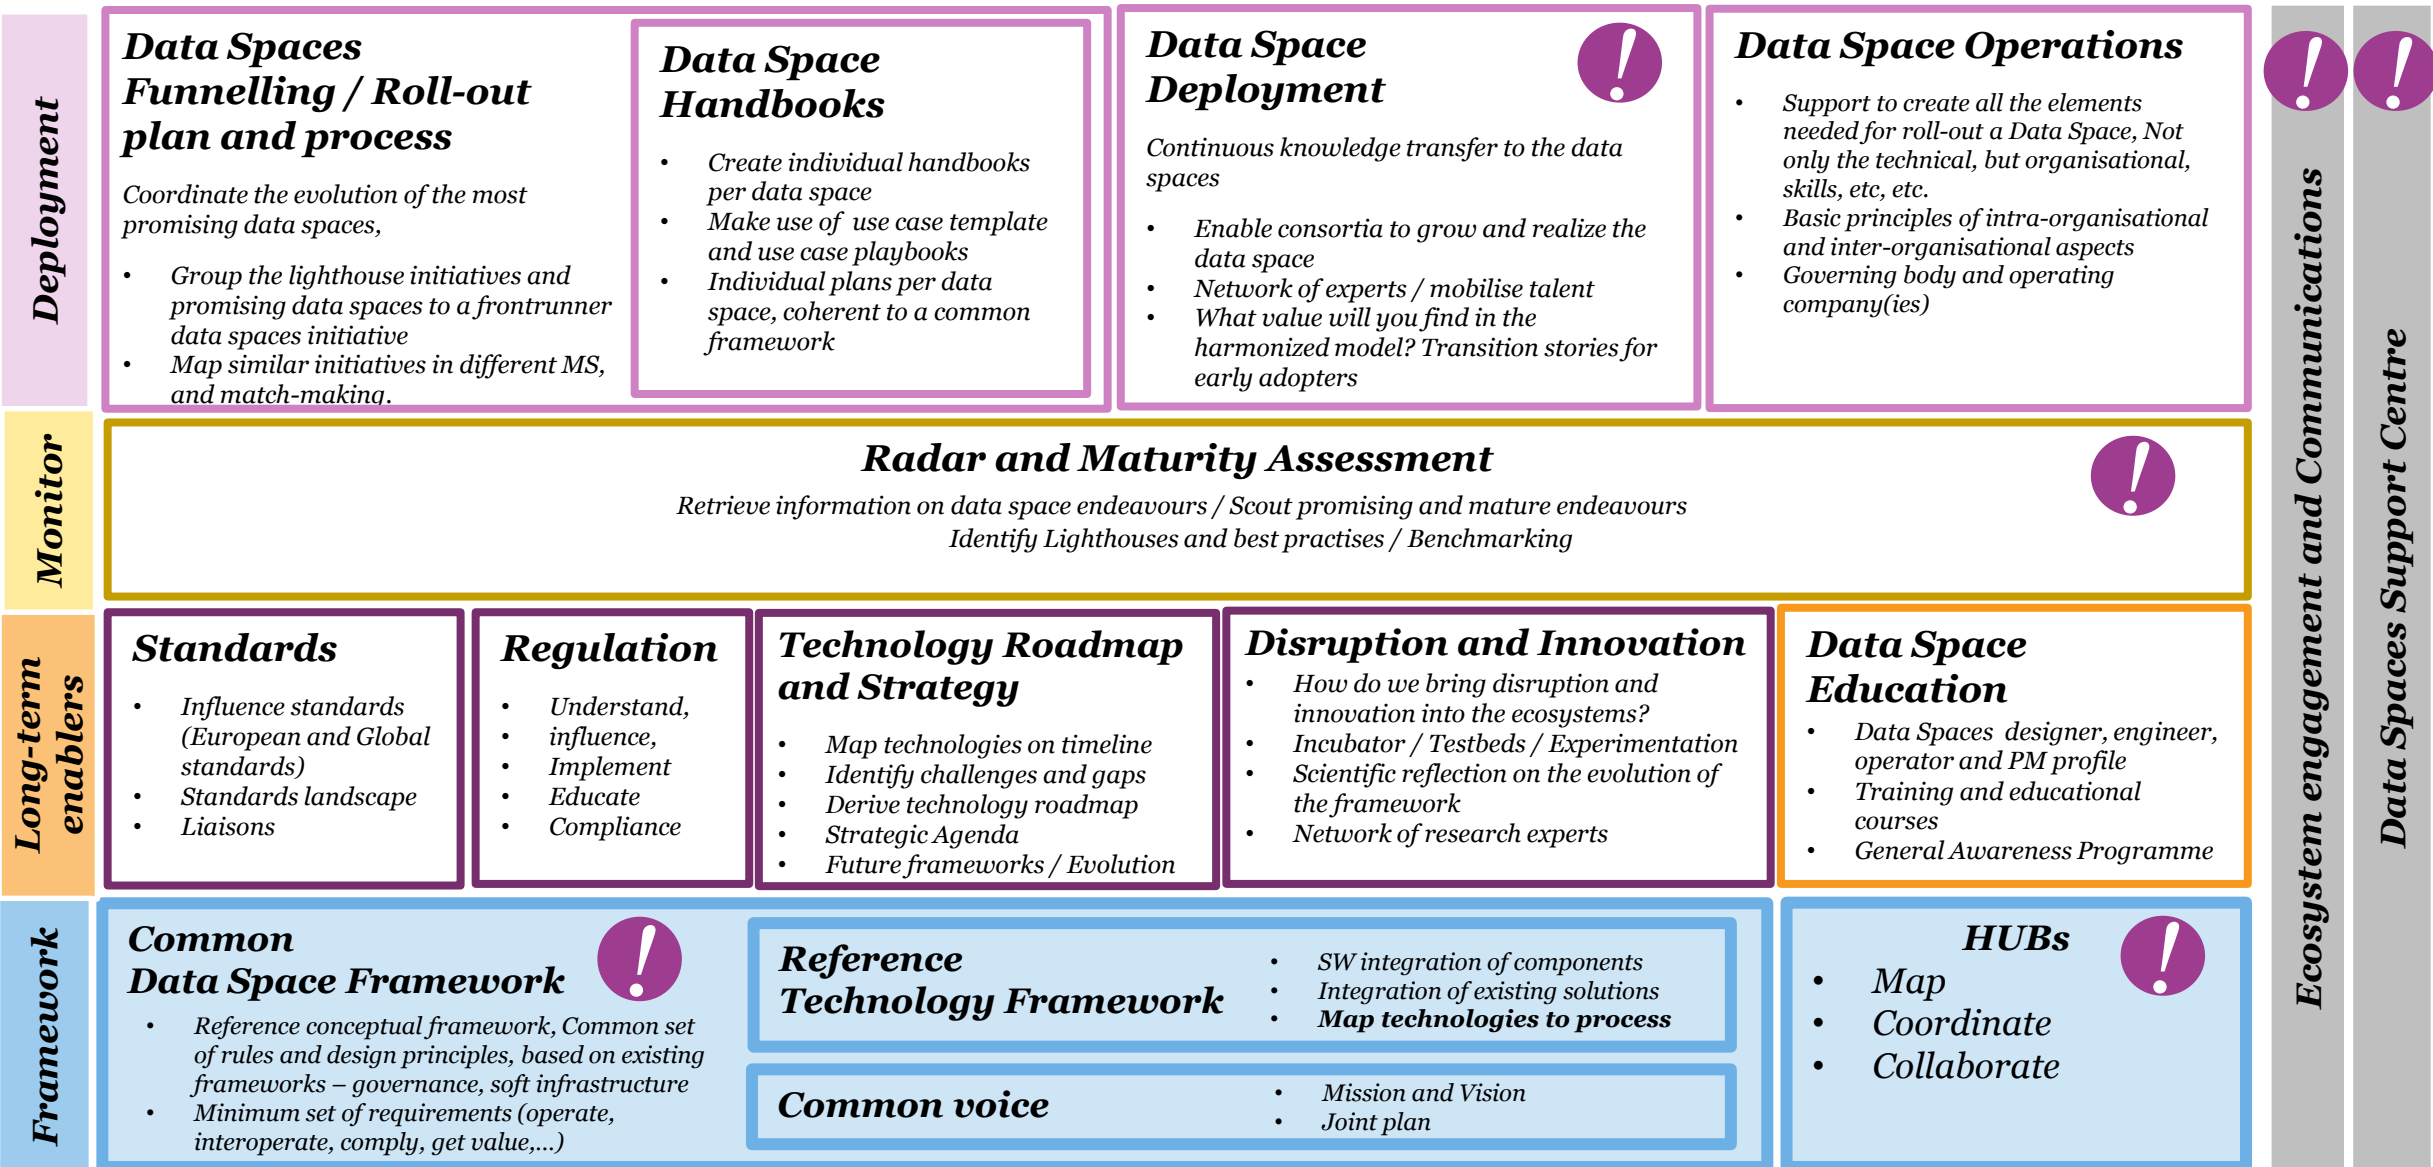 Deployment
Data Spaces
Funnelling / Roll-out
plan and process
Coordinate the evolution of the most
promising data spaces,
• Group the lighthouse initiatives and
promising data spaces to a frontrunner
data spaces initiative
• Map similar initiatives in different MS,
and match-making.
Data Space
Handbooks
• Create individual handbooks
per data space
• Make use of use case template
and use case playbooks
• Individual plans per data
space, coherent to a common
framework
Data Space
Deployment
!
Continuous knowledge transfer to the data
spaces
• Enable consortia to grow and realize the
data space
• Network of experts / mobilise talent
• What value will you find in the
harmonized model? Transition stories for
early adopters
Data Space Operations
• Support to create all the elements
needed for roll-out a Data Space, Not
only the technical, but organisational,
skills, etc, etc.
• Basic principles of intra-organisational
and inter-organisational aspects
• Governing body and operating
company(ies)
Monitor
Radar and Maturity Assessment
!
Retrieve information on data space endeavours / Scout promising and mature endeavours
Identify Lighthouses and best practises / Benchmarking
Long-term
enablers
Standards
• Influence standards
(European and Global
standards)
• Standards landscape
• Liaisons
Regulation
• Understand,
• influence,
• Implement
• Educate
• Compliance
Technology Roadmap
and Strategy
• Map technologies on timeline
• Identify challenges and gaps
• Derive technology roadmap
• Strategic Agenda
• Future frameworks / Evolution
Disruption and Innovation
• How do we bring disruption and
innovation into the ecosystems?
• Incubator / Testbeds / Experimentation
• Scientific reflection on the evolution of
the framework
• Network of research experts
Data Space
Education
• Data Spaces designer, engineer,
operator and PM profile
• Training and educational
courses
• General Awareness Programme
Framework
Common
Data Space Framework
!
• Reference conceptual framework, Common set
of rules and design principles, based on existing
frameworks – governance, soft infrastructure
• Minimum set of requirements (operate,
interoperate, comply, get value,...)
Reference
Technology Framework
• SW integration of components
• Integration of existing solutions
• Map technologies to process
Common voice
• Mission and Vision
• Joint plan
HUBs
!
• Map
• Coordinate
• Collaborate
!
Ecosystem engagement and Communications
!
Data Spaces Support Centre